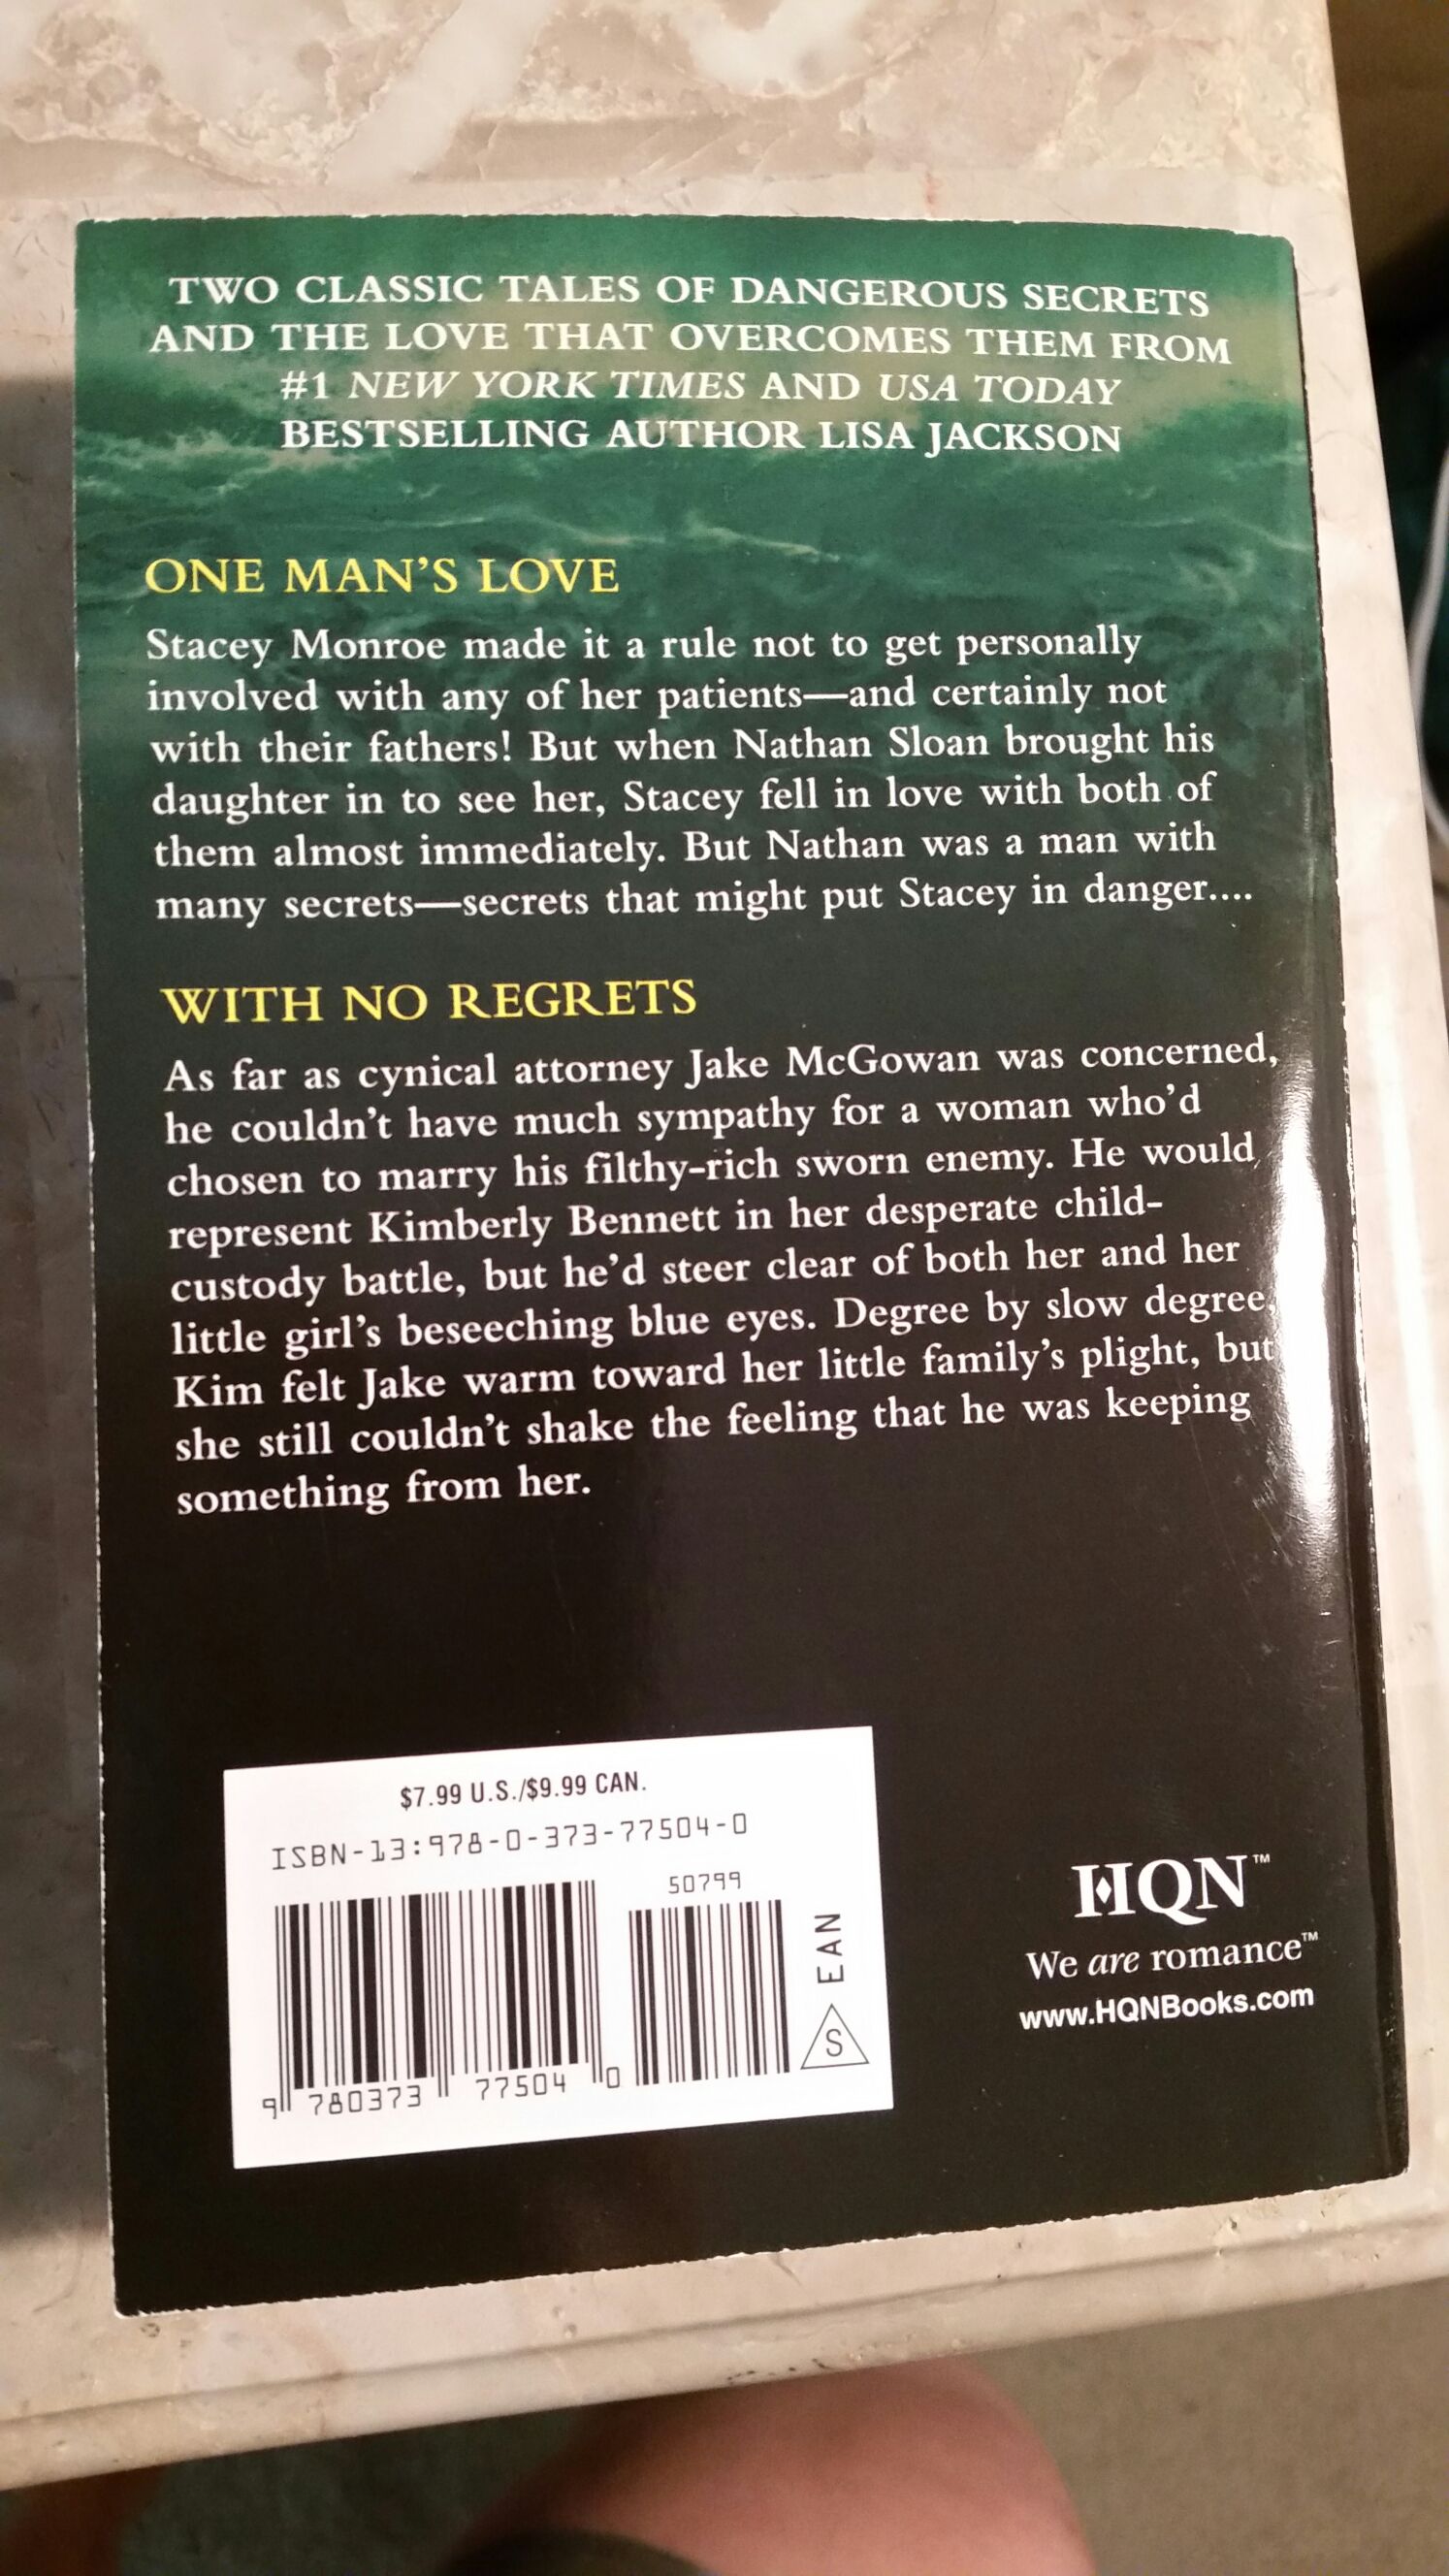 TWO CLASSIC TALES OF DANGEROUS SECRETS
AND THE LOVE THAT OVERCOMES THEM FROM
#1 NEW YORK TIMES AND USA TODAY
BESTSELLING AUTHOR LISA JACKSON
ONE MAN'S LOVE
Stacey Monroe made it a rule not to get personally
involved with any of her patients—and certainly not
with their fathers! But when Nathan Sloan brought his
daughter in to see her, Stacey fell in love with both of
them almost immediately. But Nathan was a man with
many secrets—secrets that might put Stacey in danger....
WITH NO REGRETS
As far as cynical attorney Jake McGowan was concerned,
he couldn't have much sympathy for a woman who'd
chosen to marry his filthy-rich sworn enemy. He would
represent Kimberly Bennett in her desperate child-
custody battle, but he'd steer clear of both her and her
little girl's beseeching blue eyes. Degree by slow degree,
Kim felt Jake warm toward her little family's plight, but
she still couldn't shake the feeling that he was keeping
something from her.
$7.99 U.S./$9.99 CAN.
ISBN-13:978-0-373-77504-0
50799
EAN
S
9 780373 77504 0
HQN™
We are romance™
www.HQNBooks.com